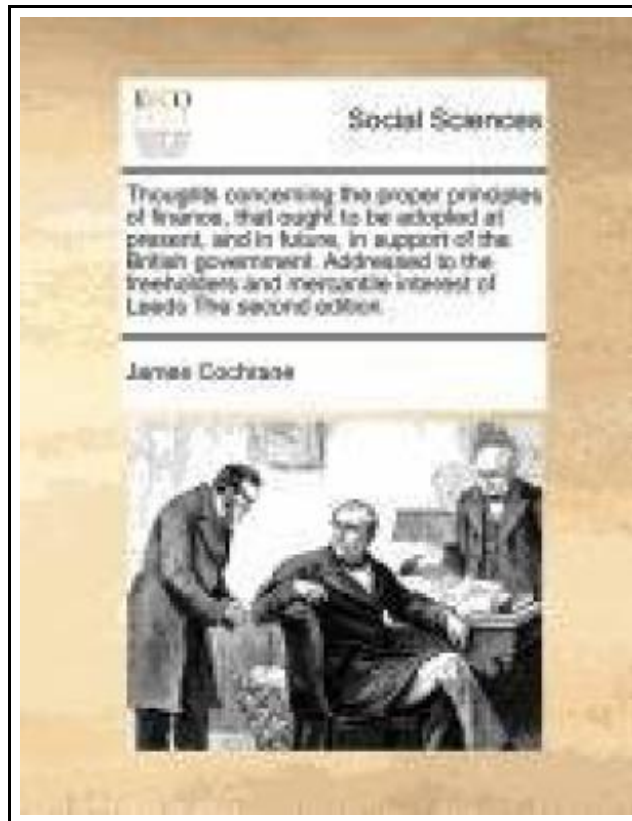 ECCO
Social Sciences
Thoughts concerning the proper principles
of finance, that ought to be adopted at
present, and in future, in support of the
British government. Addressed to the
freeholders and mercantile interest of
Leeds The second edition.
James Cochrane